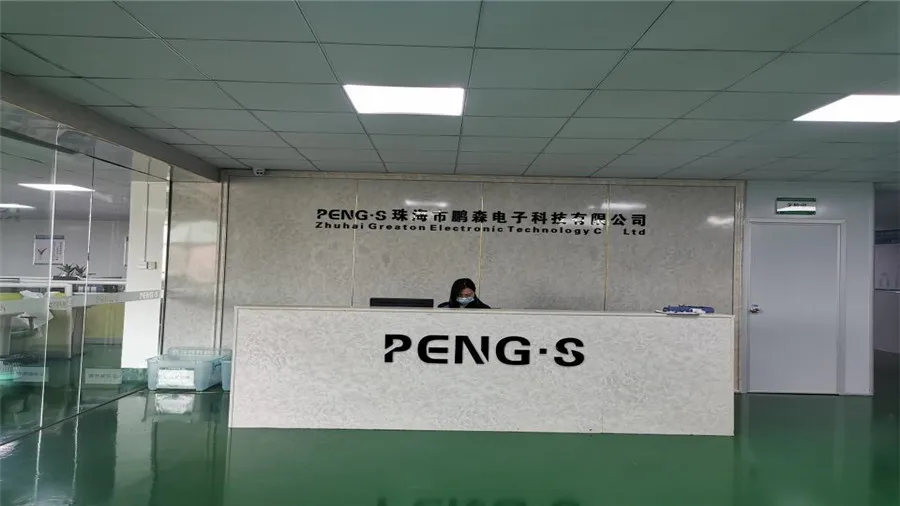 PENG·S 珠海市鹏森电子科技有限公司
Zhuhai Greaton Electronic Technology C Ltd
PENG·S
PENG·S